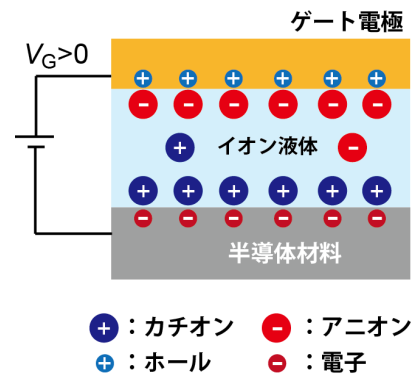 ゲート電極
VG>0
イオン液体
半導体材料
：カチオン ：アニオン
：ホール ：電子